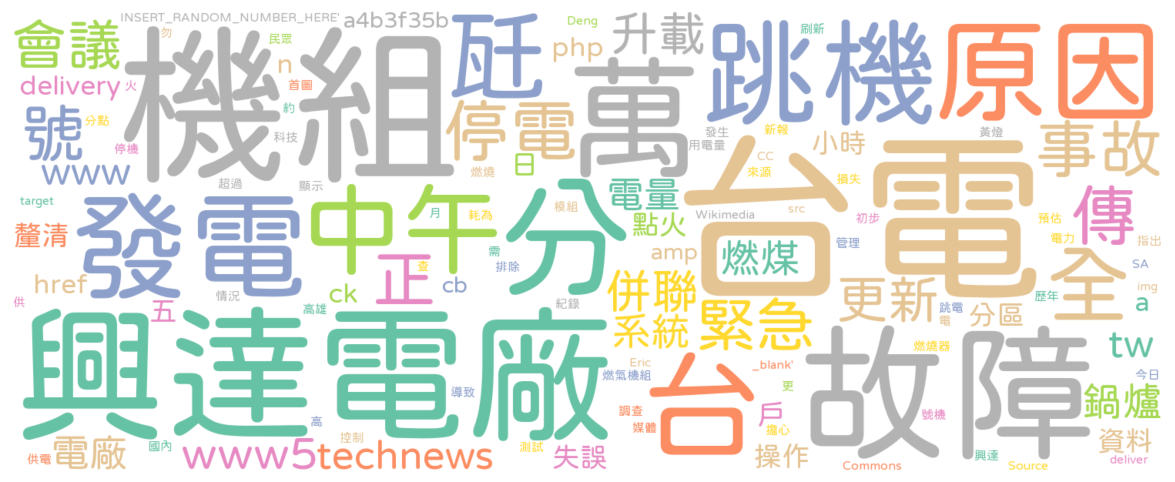 INSERT_RANDOM_NUMBER_HERE'
a4b3f35b
會議
勿
民眾
機組
瓩
Deng
php
升載
刷新
跳機
原因
delivery
火
n
首圖
萬
號
分點
停機
約
科技
停電
燃燒
發生
用電量
新報
小時
黃燈
事故
www
超過
顯示
日
CC
來源
損失
台電
target
發電
中午
月
耗為
模組
分
電量
點火
Wikimedia
src
初步
傳
預估
電力
指出
釐清
需
排除
amp
燃煤
管理
全
SA
href
情況
ck
正
查
cb
紀錄
併聯
系統
緊急
更新
歷年
img
a
供
五
高雄
跳電
電
分區
興達電廠
Eric
燃氣機組
台
_blank'
燃燒器
故障
tw
今日
導致
更
高
調查
媒體
戶
擔心
號機
鍋爐
供電
電廠
國內
www5technews
控制
測試
失誤
操作
Commons
興達
Source
資料
deliver